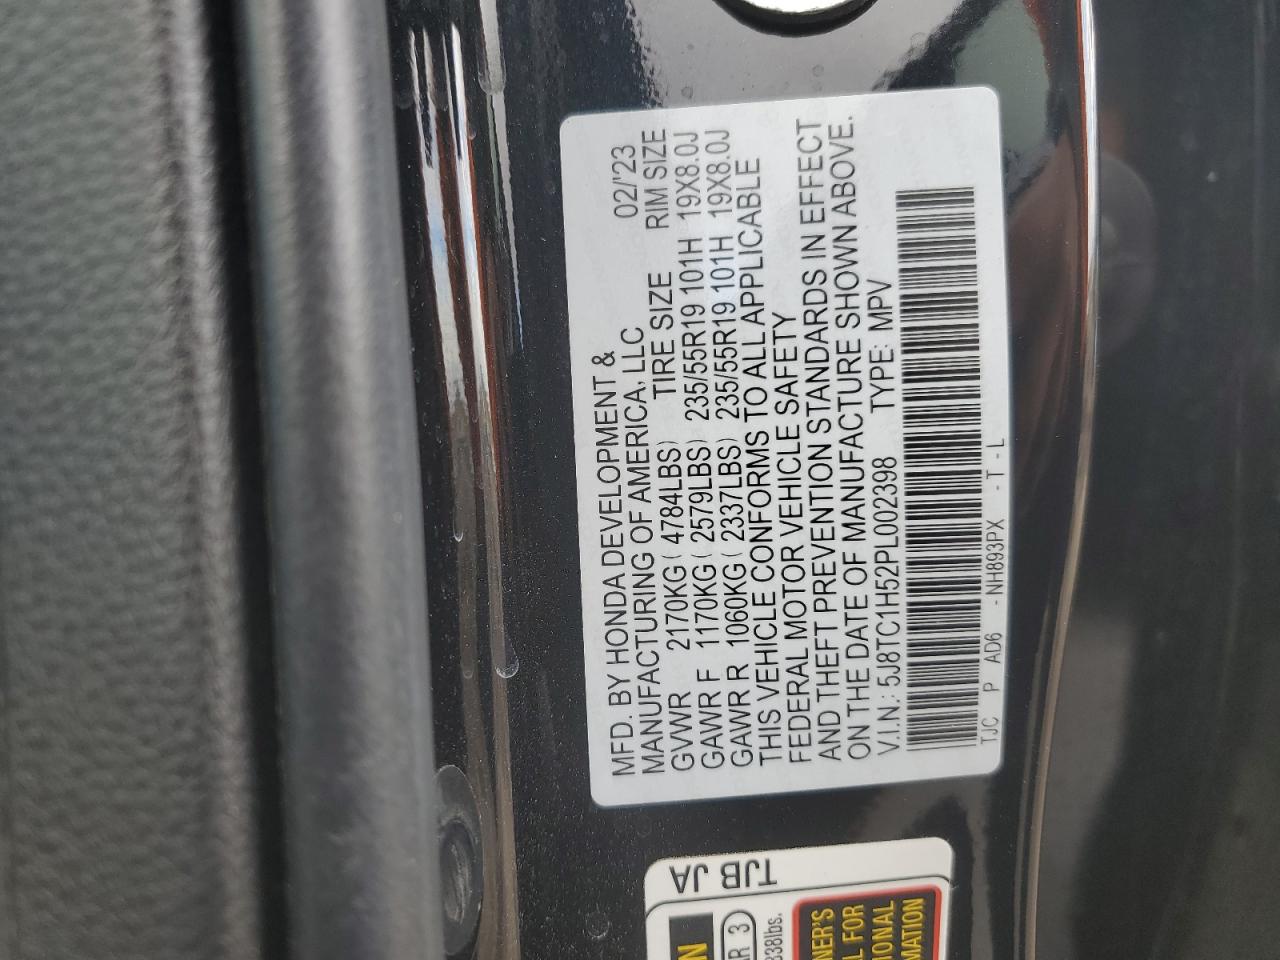 MFD. BY HONDA DEVELOPMENT &
MANUFACTURING OF AMERICA, LLC 02/'23
GVWR 2170KG ( 4784LBS) TIRE SIZE RIM SIZE
GAWR F 1170KG ( 2579LBS) 235/55R19 101H 19X8.0J
GAWR R 1060KG ( 2337LBS) 235/55R19 101H 19X8.0J
THIS VEHICLE CONFORMS TO ALL APPLICABLE
FEDERAL MOTOR VEHICLE SAFETY
AND THEFT PREVENTION STANDARDS IN EFFECT
ON THE DATE OF MANUFACTURE SHOWN ABOVE.
V.I.N.: 5J8TC1H52PL002398 TYPE: MPV
TJC P AD6 - NH893PX - T - L
TJB JA
3
338lbs.